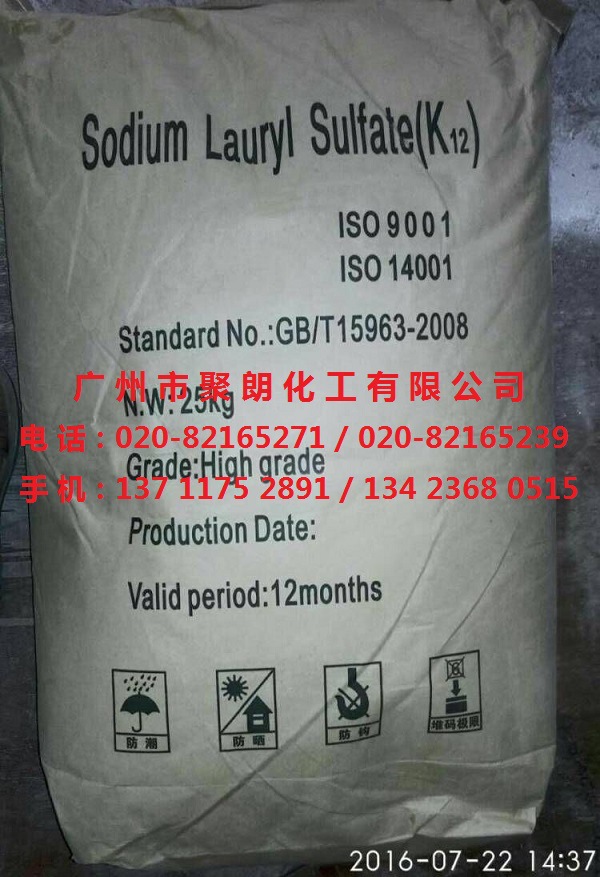 Sodium Lauryl Sulfate(K12)
ISO 9001
ISO 14001
Standard No.:GB/T15963-2008
广州市聚朗化工有限公司
N.W: 25kg
电话：020-82165271 / 020-82165239
Grade:High grade
手机：137 1175 2891 / 134 2368 0515
Production Date:
Valid period:12months
防潮 防晒 防钩 堆码极限
2016-07-22 14:37